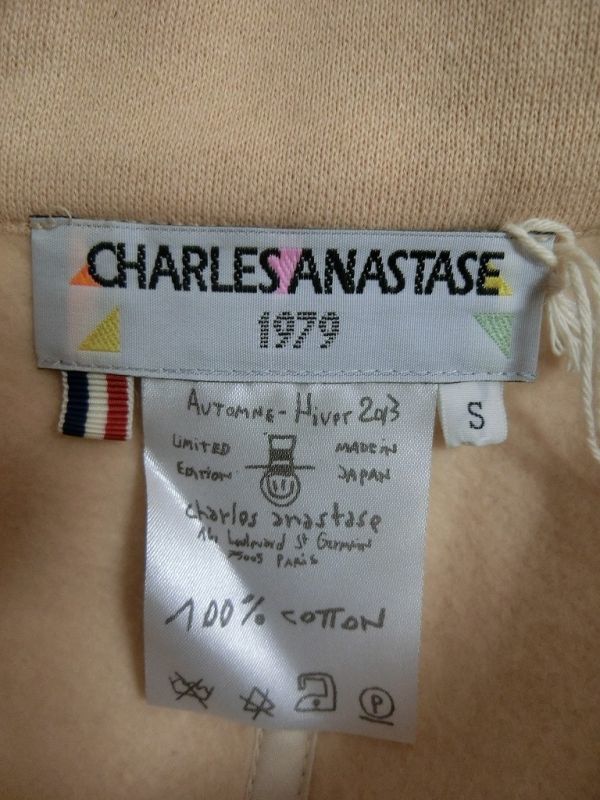 CHARLES ANASTASE
1979
S
AUTOMNE - HIVER 2013
LIMITED EDITION
MADE IN JAPAN
charles anastase
14 boulevard St Germain
75005 PARIS
100% COTTON
P